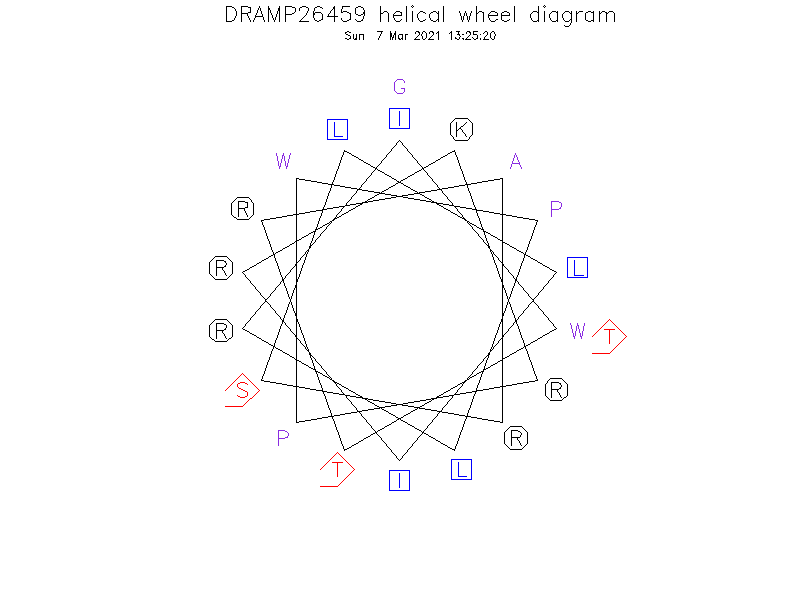 DRAMP26459 helical wheel diagram
Sun 7 Mar 2021 13:25:20
G
L I K
W A
R P
R L
R W T
S R
P R
T I L